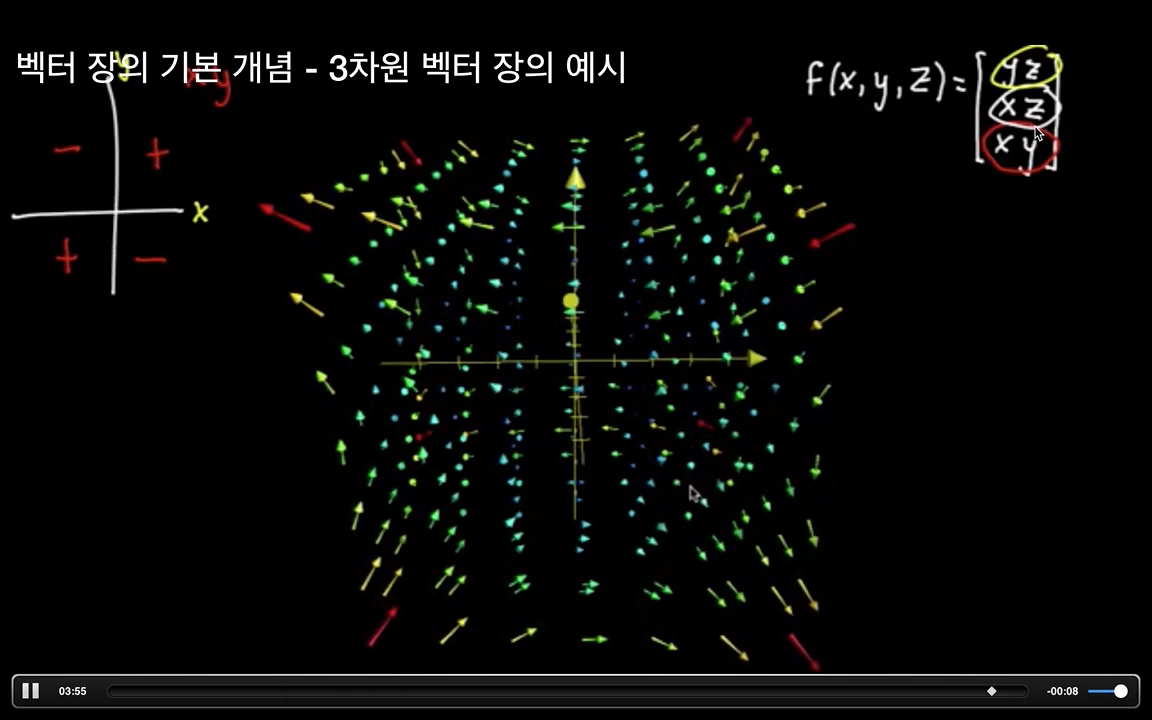 벡터 장의 기본 개념 - 3차원 벡터 장의 예시
y
xy
- +
x
+ -
f(x,y,z)=
yz
xz
xy
03:55
-00:08